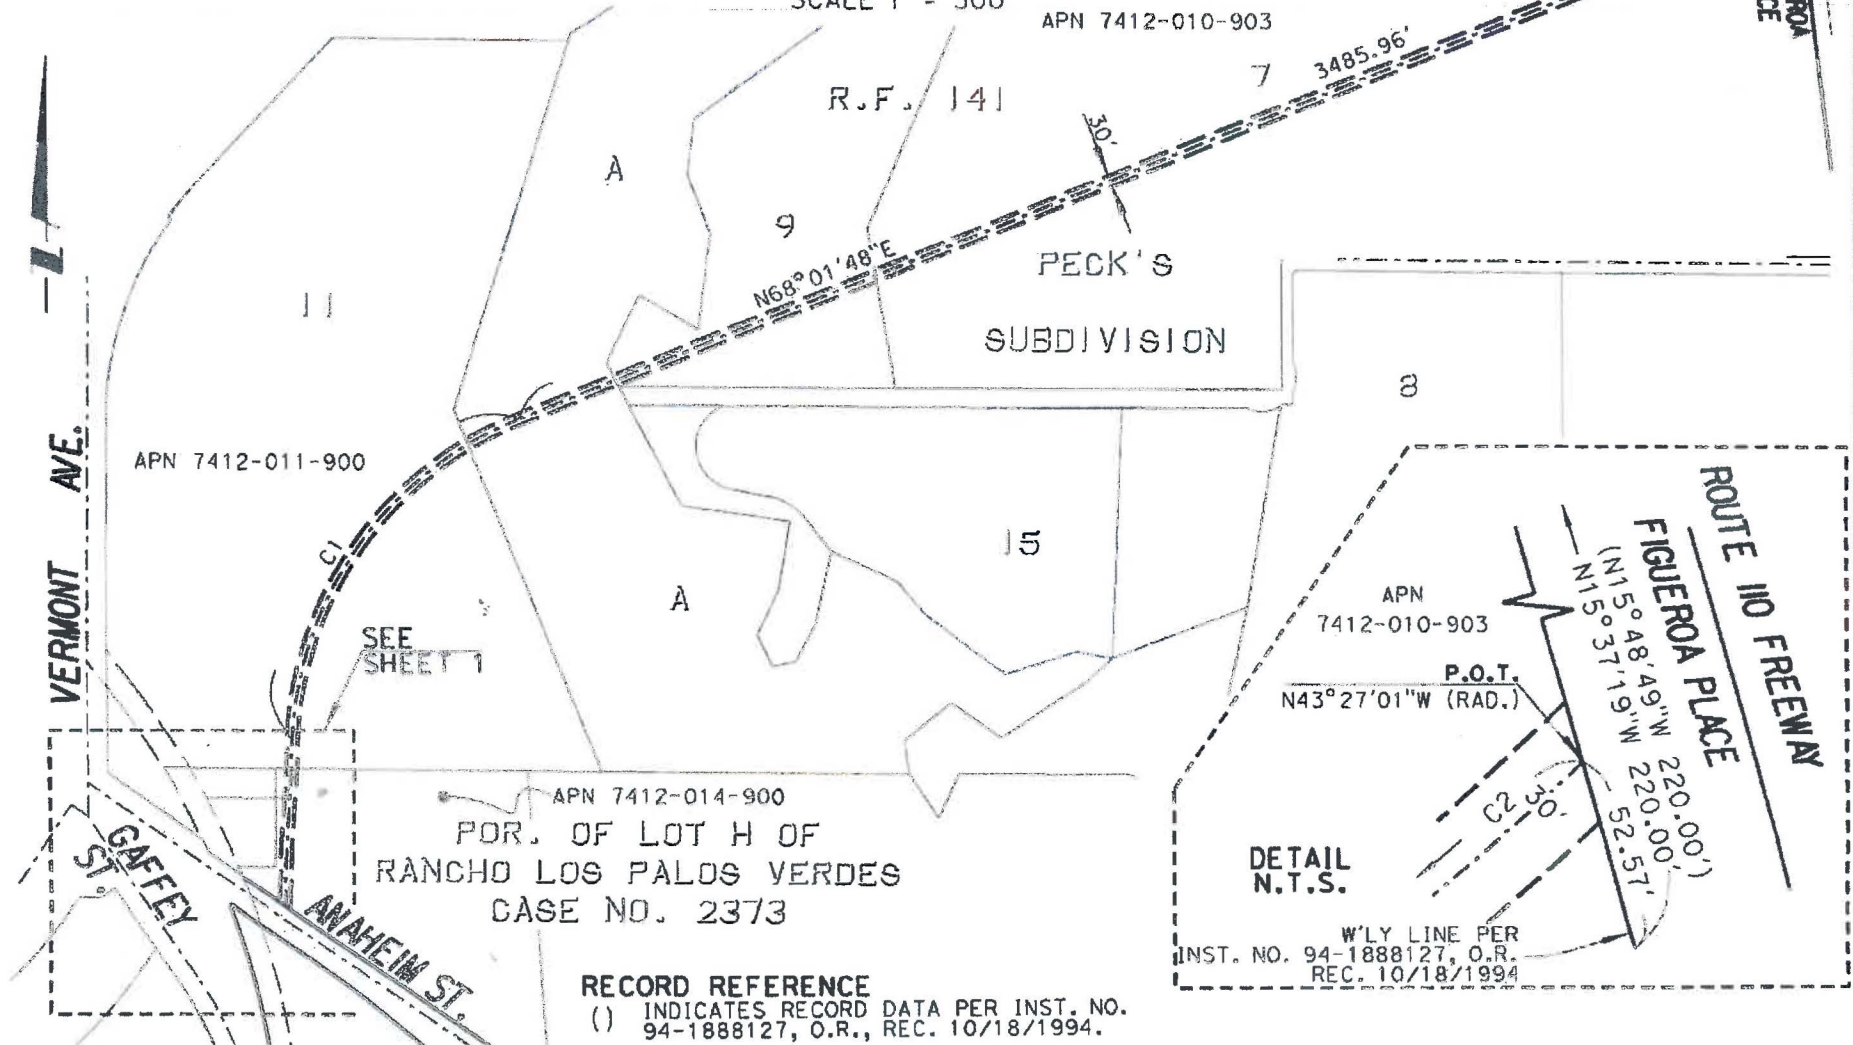 APN 7412-010-903
7
3485.96'
R.F. 141
30'
A
9
N68°01'48"E
PECK'S
SUBDIVISION
11
8
VERMONT AVE.
APN 7412-011-900
C1
15
A
SEE
SHEET 1
APN 7412-014-900
POR. OF LOT H OF
RANCHO LOS PALOS VERDES
CASE NO. 2373
GAFFEY
ST.
ANAHEIM ST.
RECORD REFERENCE
() INDICATES RECORD DATA PER INST. NO.
94-1888127, O.R., REC. 10/18/1994.
ROUTE 110 FREEWAY
FIGUEROA PLACE
(N15°48'49"W 220.00')
N15°37'19"W 220.00'
52.57'
APN
7412-010-903
P.O.T.
N43°27'01"W (RAD.)
C2
30'
DETAIL
N.T.S.
W'LY LINE PER
INST. NO. 94-1888127, O.R.
REC. 10/18/1994